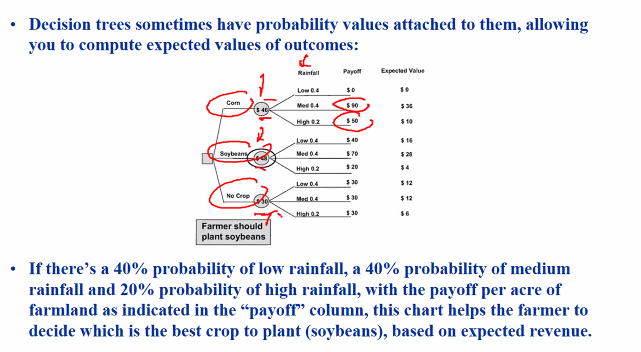 • Decision trees sometimes have probability values attached to them, allowing
you to compute expected values of outcomes:
Rainfall Payoff Expected Value
Low 0.4 $ 0 $ 0
Corn $ 46 Med 0.4 $ 90 $ 36
High 0.2 $ 50 $ 10
Low 0.4 $ 40 $ 16
Soybeans Med 0.4 $ 70 $ 28
High 0.2 $ 20 $ 4
Low 0.4 $ 30 $ 12
No Crop $ 30 Med 0.4 $ 30 $ 12
High 0.2 $ 30 $ 6
Farmer should
plant soybeans
• If there's a 40% probability of low rainfall, a 40% probability of medium
rainfall and 20% probability of high rainfall, with the payoff per acre of
farmland as indicated in the “payoff” column, this chart helps the farmer to
decide which is the best crop to plant (soybeans), based on expected revenue.